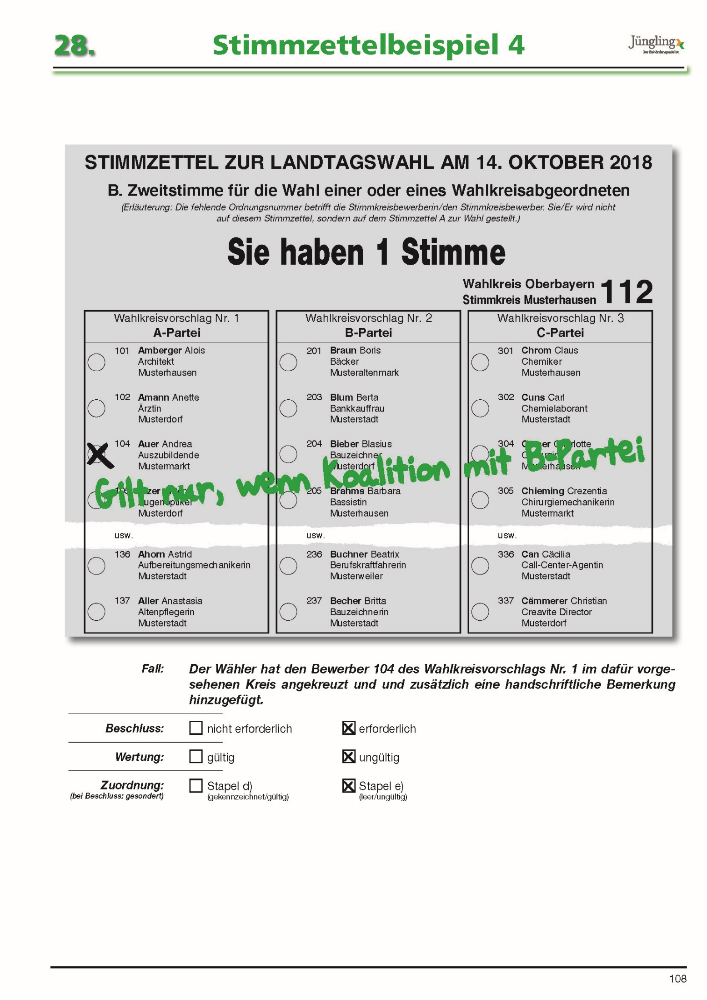 28.
Stimmzettelbeispiel 4
Jüngling
Der Behördenspezialist
STIMMZETTEL ZUR LANDTAGSWAHL AM 14. OKTOBER 2018
B. Zweitstimme für die Wahl einer oder eines Wahlkreisabgeordneten
(Erläuterung: Die fehlende Ordnungsnummer betrifft die Stimmkreisbewerberin/den Stimmkreisbewerber. Sie/Er wird nicht
auf diesem Stimmzettel, sondern auf dem Stimmzettel A zur Wahl gestellt.)
Sie haben 1 Stimme
Wahlkreis Oberbayern
Stimmkreis Musterhausen
112
Wahlkreisvorschlag Nr. 1
A-Partei
101 Amberger Alois
Architekt
Musterhausen
102 Amann Anette
Ärztin
Musterdorf
104 Auer Andrea
Auszubildende
Mustermarkt
Augenoptiker
Musterdorf
usw.
136 Ahorn Astrid
Aufbereitungsmechanikerin
Musterstadt
137 Aller Anastasia
Altenpflegerin
Musterstadt
Wahlkreisvorschlag Nr. 2
B-Partei
201 Braun Boris
Bäcker
Musteraltenmark
203 Blum Berta
Bankkauffrau
Musterstadt
204 Bieber Blasius
Bauzeichner
Musterdorf
205 Brahms Barbara
Bassistin
Musterhausen
usw.
236 Buchner Beatrix
Berufskraftfahrerin
Musterweiler
237 Becher Britta
Bauzeichnerin
Musterstadt
Wahlkreisvorschlag Nr. 3
C-Partei
301 Chrom Claus
Chemiker
Musterhausen
302 Cuns Carl
Chemielaborant
Musterstadt
304
Musterhausen
305 Chieming Crezentia
Chirurgiemechanikerin
Mustermarkt
usw.
336 Can Cäcilia
Call-Center-Agentin
Musterstadt
337 Cämmerer Christian
Creavite Director
Musterdorf
Gilt nur, wenn Koalition mit B-Partei
Fall: Der Wähler hat den Bewerber 104 des Wahlkreisvorschlags Nr. 1 im dafür vorge-
sehenen Kreis angekreuzt und und zusätzlich eine handschriftliche Bemerkung
hinzugefügt.
Beschluss: nicht erforderlich erforderlich
Wertung: gültig ungültig
Zuordnung: Stapel d) Stapel e)
(bei Beschluss: gesondert) (gekennzeichnet/gültig) (leer/ungültig)
108